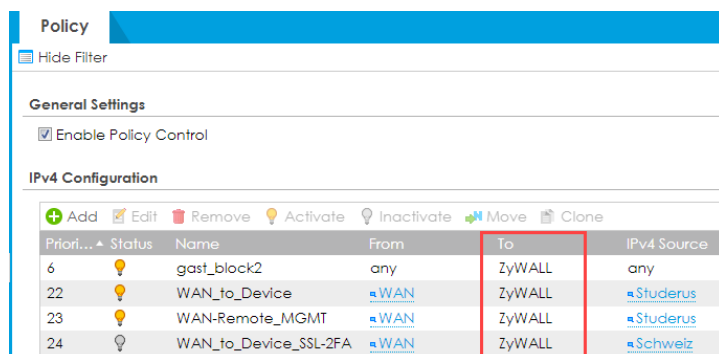 Policy
Hide Filter
General Settings
Enable Policy Control
IPv4 Configuration
Add Edit Remove Activate Inactivate Move Clone
Priori... Status Name From To IPv4 Source
6 gast_block2 any ZyWALL any
22 WAN_to_Device WAN ZyWALL Studerus
23 WAN-Remote_MGMT WAN ZyWALL Studerus
24 WAN_to_Device_SSL-2FA WAN ZyWALL Schweiz